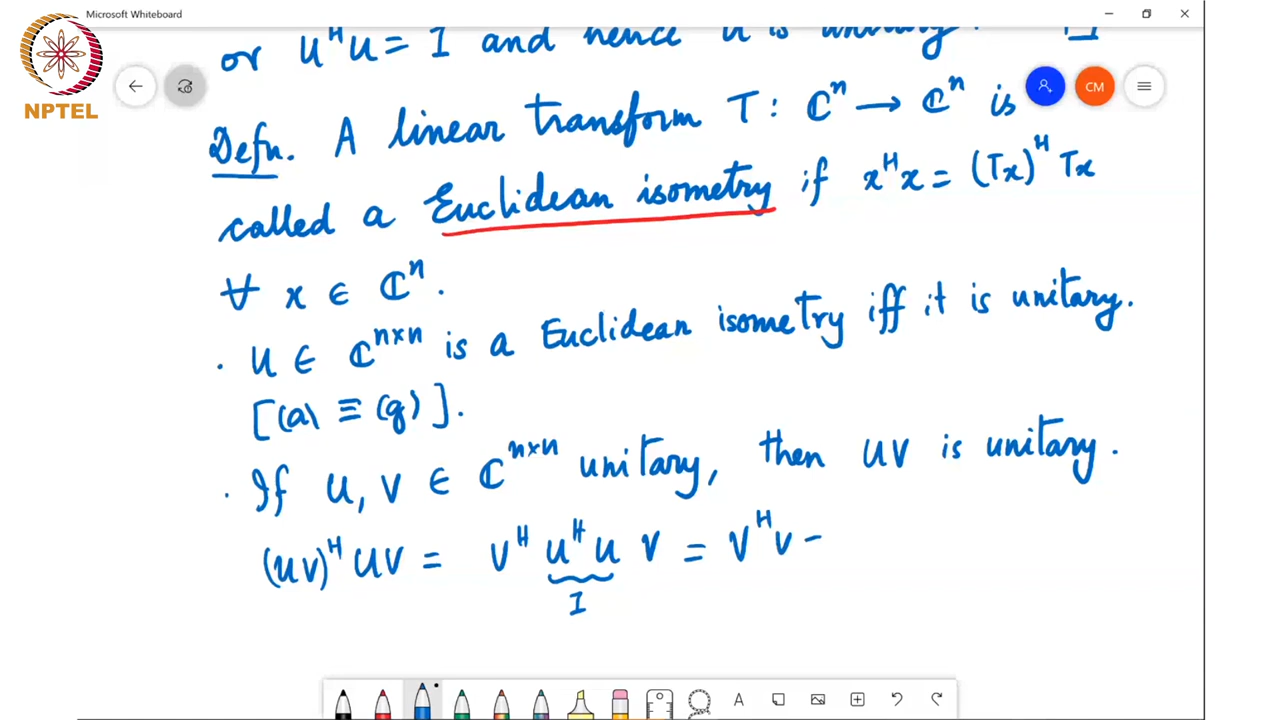 Microsoft Whiteboard
NPTEL
or U^H U = I and hence U is unitary.
CM
Defn. A linear transform T : ℂ^n → ℂ^n is
called a Euclidean isometry if x^H x = (Tx)^H Tx
∀ x ∈ ℂ^n.
· U ∈ ℂ^{n×n} is a Euclidean isometry iff it is unitary.
[(a) ≡ (g)].
· If U, V ∈ ℂ^{n×n} unitary, then UV is unitary.
(UV)^H UV = V^H U^H U V = V^H V -
I
A